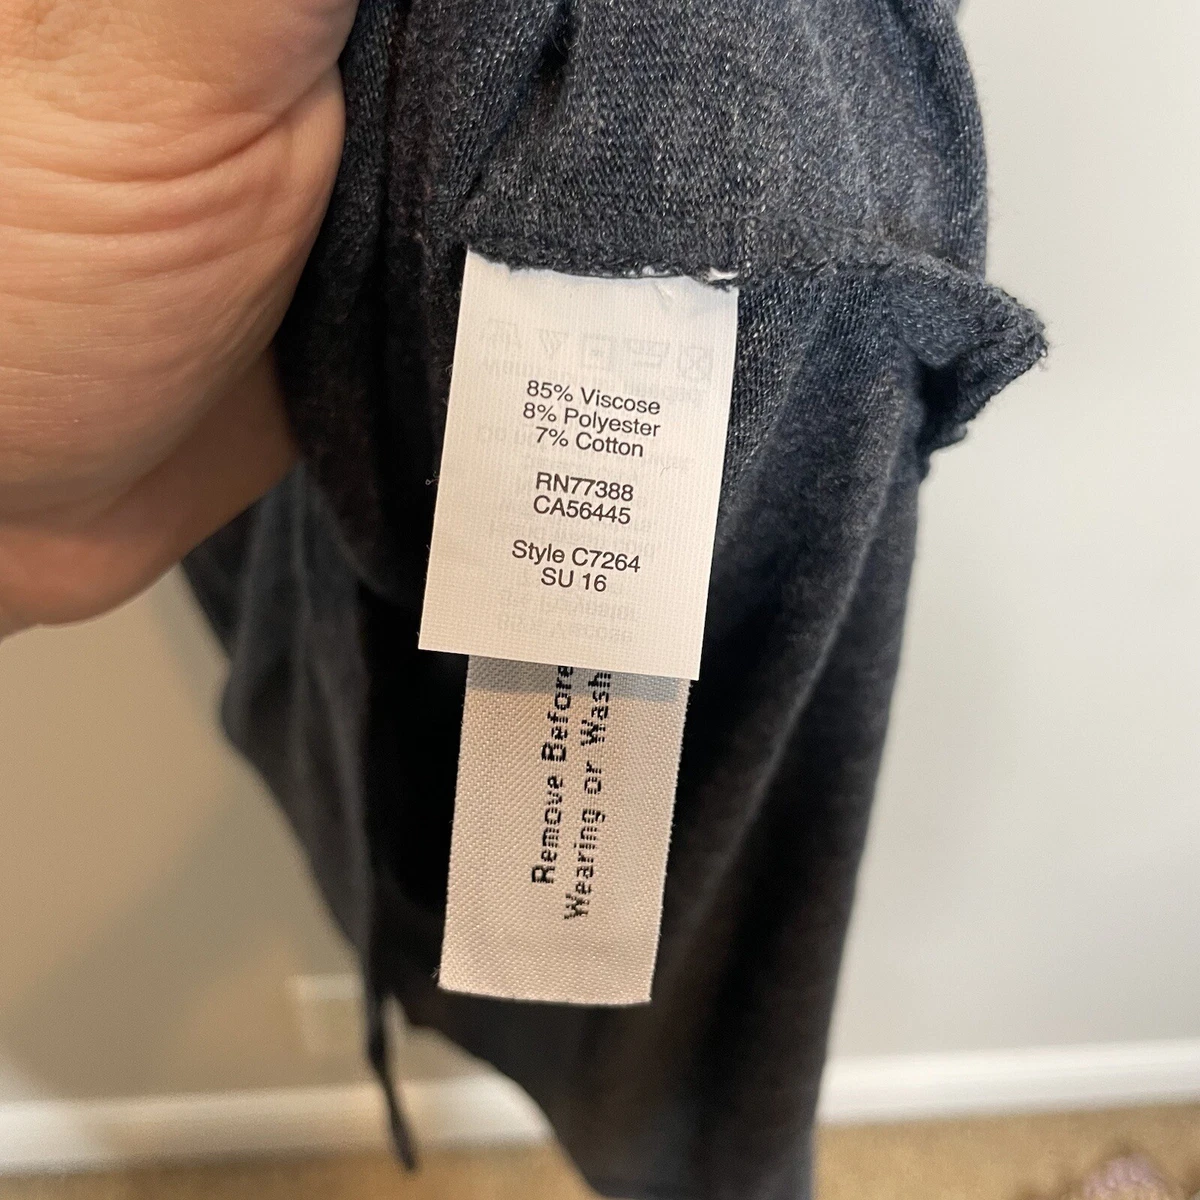 85% Viscose
8% Polyester
7% Cotton
RN77388
CA56445
Style C7264
SU 16
Remove Before
Wearing or Wash